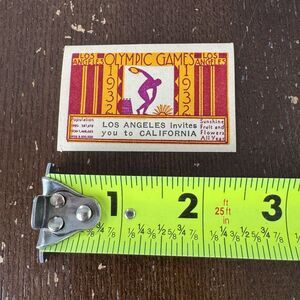 LOS ANGELES
OLYMPIC GAMES
LOS ANGELES
1932
1932
Population
LOS ANGELES invites
you to CALIFORNIA
Sunshine
Fruit and
Flowers
All Year
1 2 3
25 ft